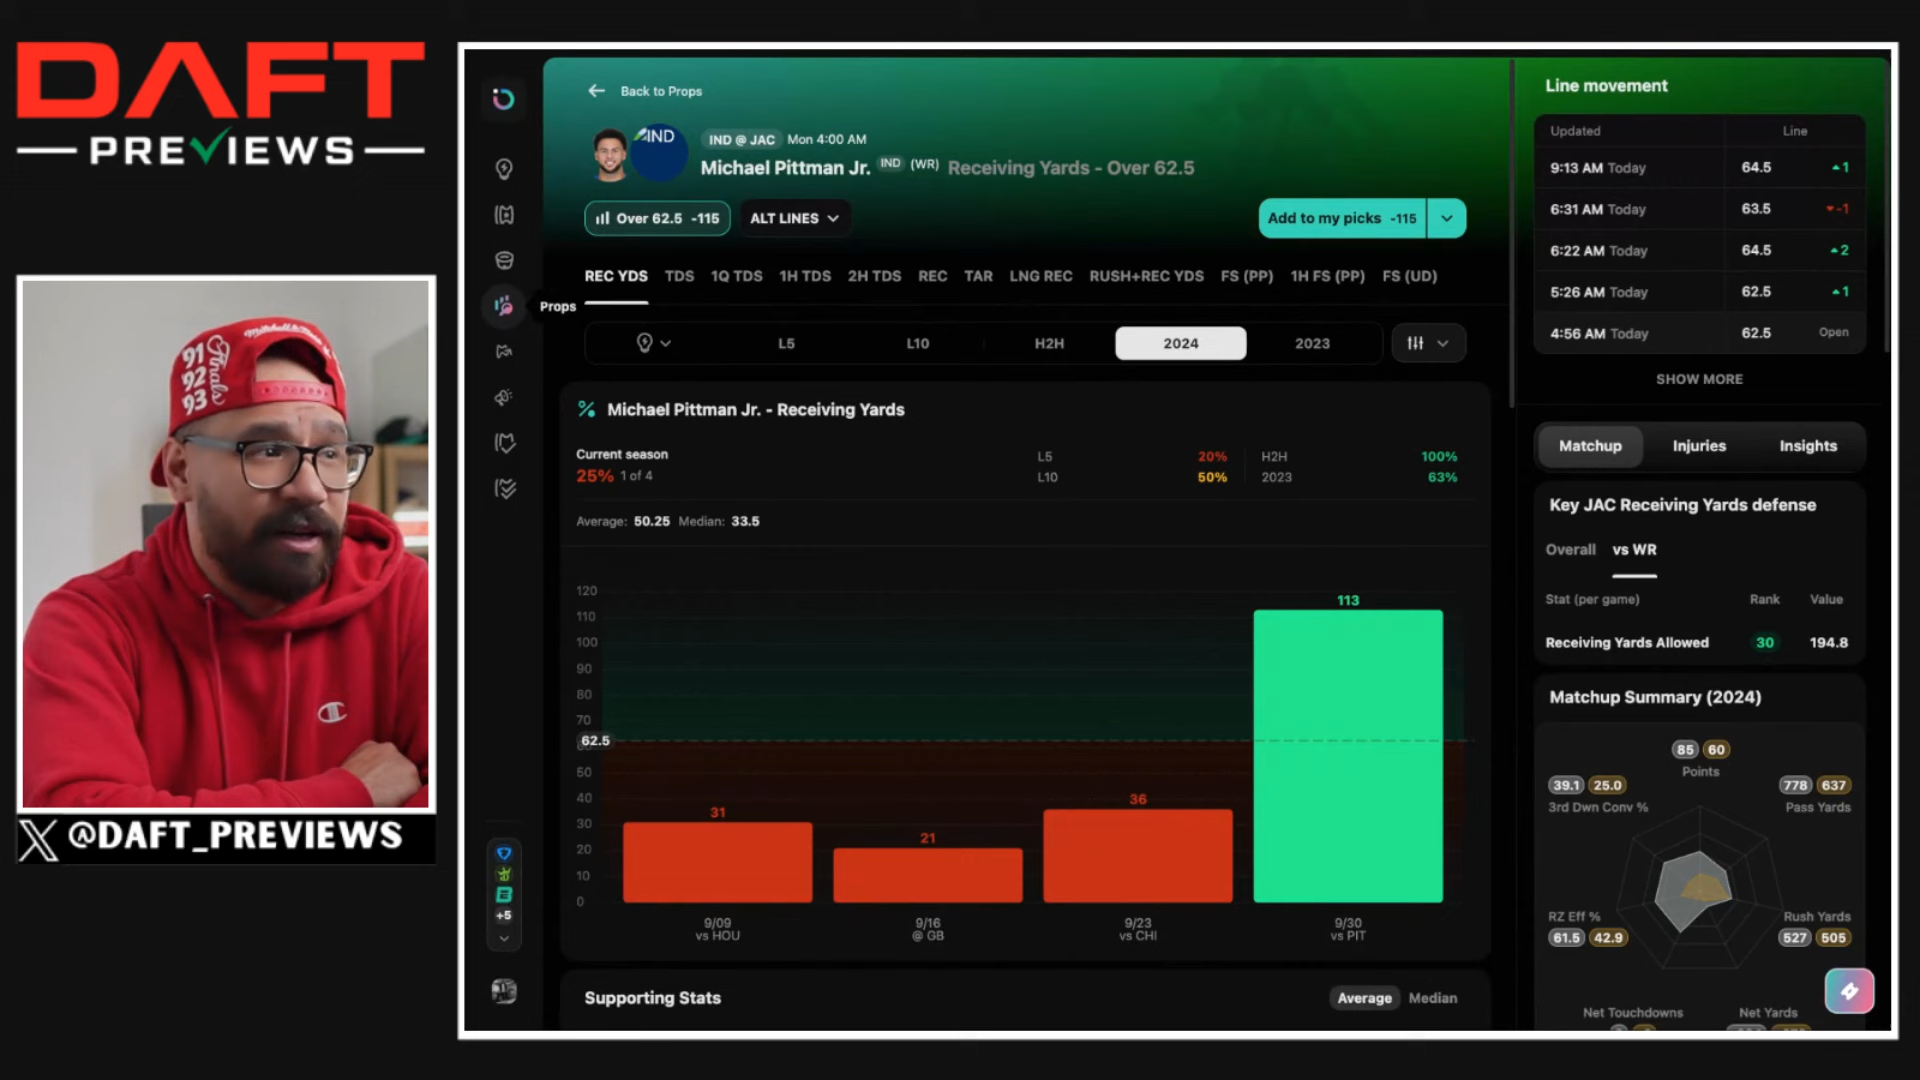 DAFT
PREVIEWS
91
92
93
Finals
@DAFT_PREVIEWS
Back to Props
IND
IND @ JAC Mon 4:00 AM
Michael Pittman Jr. IND (WR) Receiving Yards - Over 62.5
Over 62.5 -115 ALT LINES
Add to my picks -115
REC YDS TDS 1Q TDS 1H TDS 2H TDS REC TAR LNG REC RUSH+REC YDS FS (PP) 1H FS (PP) FS (UD)
Props
L5 L10 H2H 2024 2023
Michael Pittman Jr. - Receiving Yards
Current season
25% 1 of 4
L5 20% H2H 100%
L10 50% 2023 63%
Average: 50.25 Median: 33.5
120
110
100
90
80
70
62.5
50
40
30
20
10
0
31
21
36
113
9/09
vs HOU
9/16
@ GB
9/23
vs CHI
9/30
vs PIT
+5
Supporting Stats
Average Median
Line movement
Updated Line
9:13 AM Today 64.5 1
6:31 AM Today 63.5 -1
6:22 AM Today 64.5 2
5:26 AM Today 62.5 1
4:56 AM Today 62.5 Open
SHOW MORE
Matchup Injuries Insights
Key JAC Receiving Yards defense
Overall vs WR
Stat (per game) Rank Value
Receiving Yards Allowed 30 194.8
Matchup Summary (2024)
85 60
Points
39.1 25.0
3rd Dwn Conv %
778 637
Pass Yards
RZ Eff %
61.5 42.9
Rush Yards
527 505
Net Touchdowns Net Yards